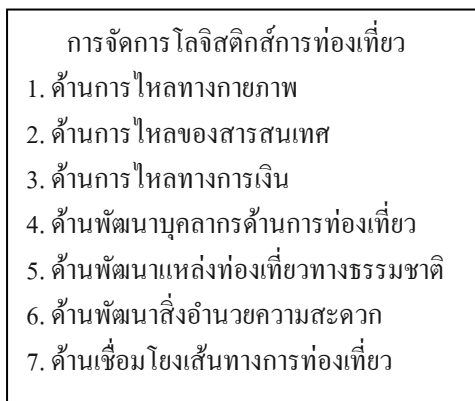 การจัดการโลจิสติกส์การท่องเที่ยว
1. ด้านการไหลทางกายภาพ
2. ด้านการไหลของสารสนเทศ
3. ด้านการไหลทางการเงิน
4. ด้านพัฒนาบุคลากรด้านการท่องเที่ยว
5. ด้านพัฒนาแหล่งท่องเที่ยวทางธรรมชาติ
6. ด้านพัฒนาสิ่งอำนวยความสะดวก
7. ด้านเชื่อมโยงเส้นทางการท่องเที่ยว